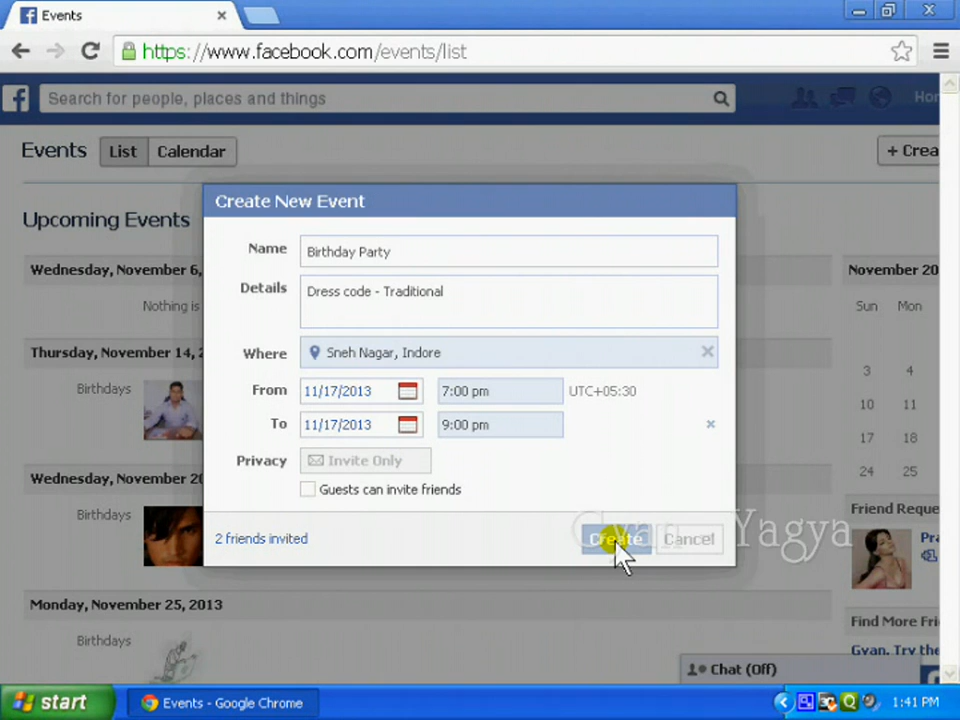 Events
https://www.facebook.com/events/list
Search for people, places and things
Events List Calendar
Upcoming Events
Create New Event
Name Birthday Party
Details Dress code - Traditional
Where Sneh Nagar, Indore
From 11/17/2013 7:00 pm UTC+05:30
To 11/17/2013 9:00 pm
Privacy Invite Only
Guests can invite friends
2 friends invited
Create Cancel
Yagya
Wednesday, November 6,
Nothing is
Thursday, November 14, 2
Birthdays
Wednesday, November 20
Birthdays
Monday, November 25, 2013
Birthdays
November 20
Sun Mon
3 4
10 11
17 18
24 25
Friend Reque
Pra
Find More Frie
Gyan, Try the
Chat (Off)
start
Events - Google Chrome
1:41 PM